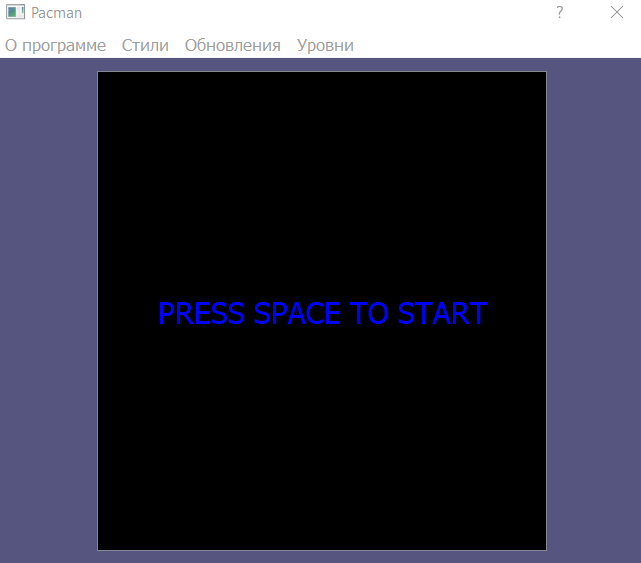 Pacman
О программе Стили Обновления Уровни
PRESS SPACE TO START